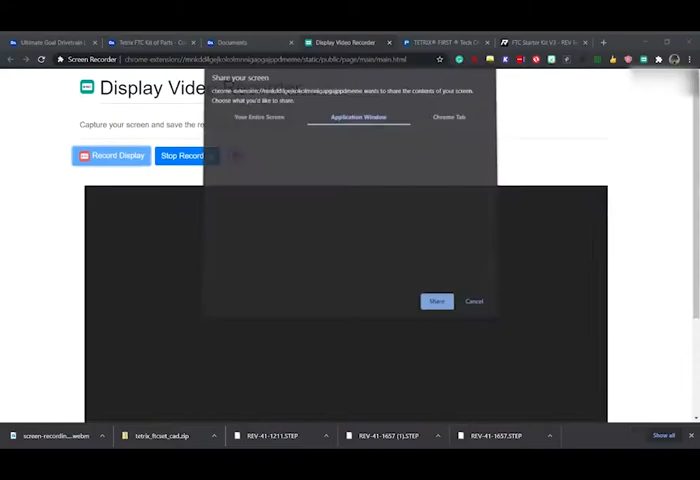 Ultimate Goal Drivetrain
Tetrix FTC Kit of Parts - Co
Documents
Display Video Recorder
TETRIX® FIRST ® Tech C
FTC Starter Kit V3 - REV
Screen Recorder
Share your screen
wants to share the contents of your screen.
Choose what you'd like to share.
Display Vid
Your Entire Screen
Application Window
Chrome Tab
Capture your screen and save the re
Record Display
Stop Record
Share
Cancel
screen-recordin....webm
tetrix_ftcset_cad.zip
REV-41-1211.STEP
REV-41-1657 (1).STEP
REV-41-1657.STEP
Show all